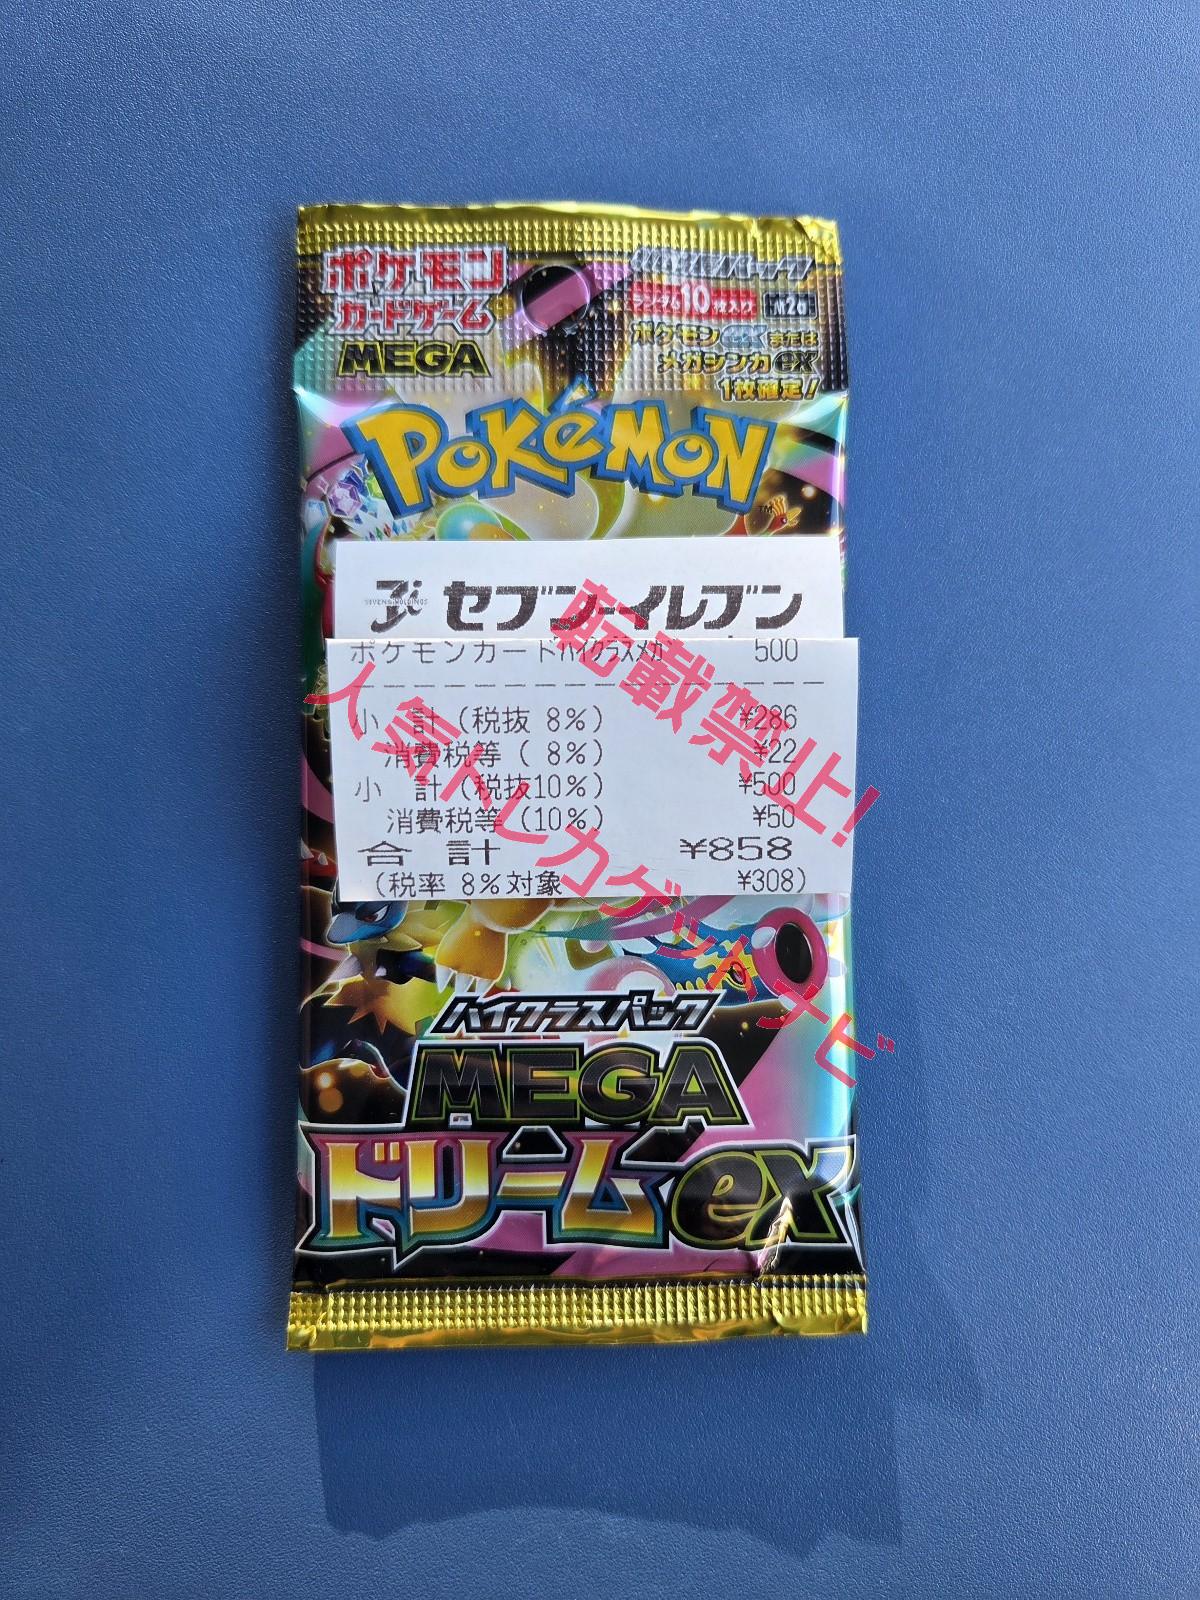 ポケモン
カードゲーム
MEGA
拡張パック
ランダム10枚入り
ポケモンexまたは
メガシンカex
1枚確定!
POKéMON
TM
SEVEN&i HOLDINGS
セブン-イレブン
ポケモンカードハイクラスメガ 500
小 計(税抜 8%) ¥286
消費税等( 8%) ¥22
小 計(税抜10%) ¥500
消費税等(10%) ¥50
合 計 ¥858
(税率 8%対象 ¥308)
転載禁止!
人気トレカゲットナビ
ハイクラスパック
MEGA
ドリームex